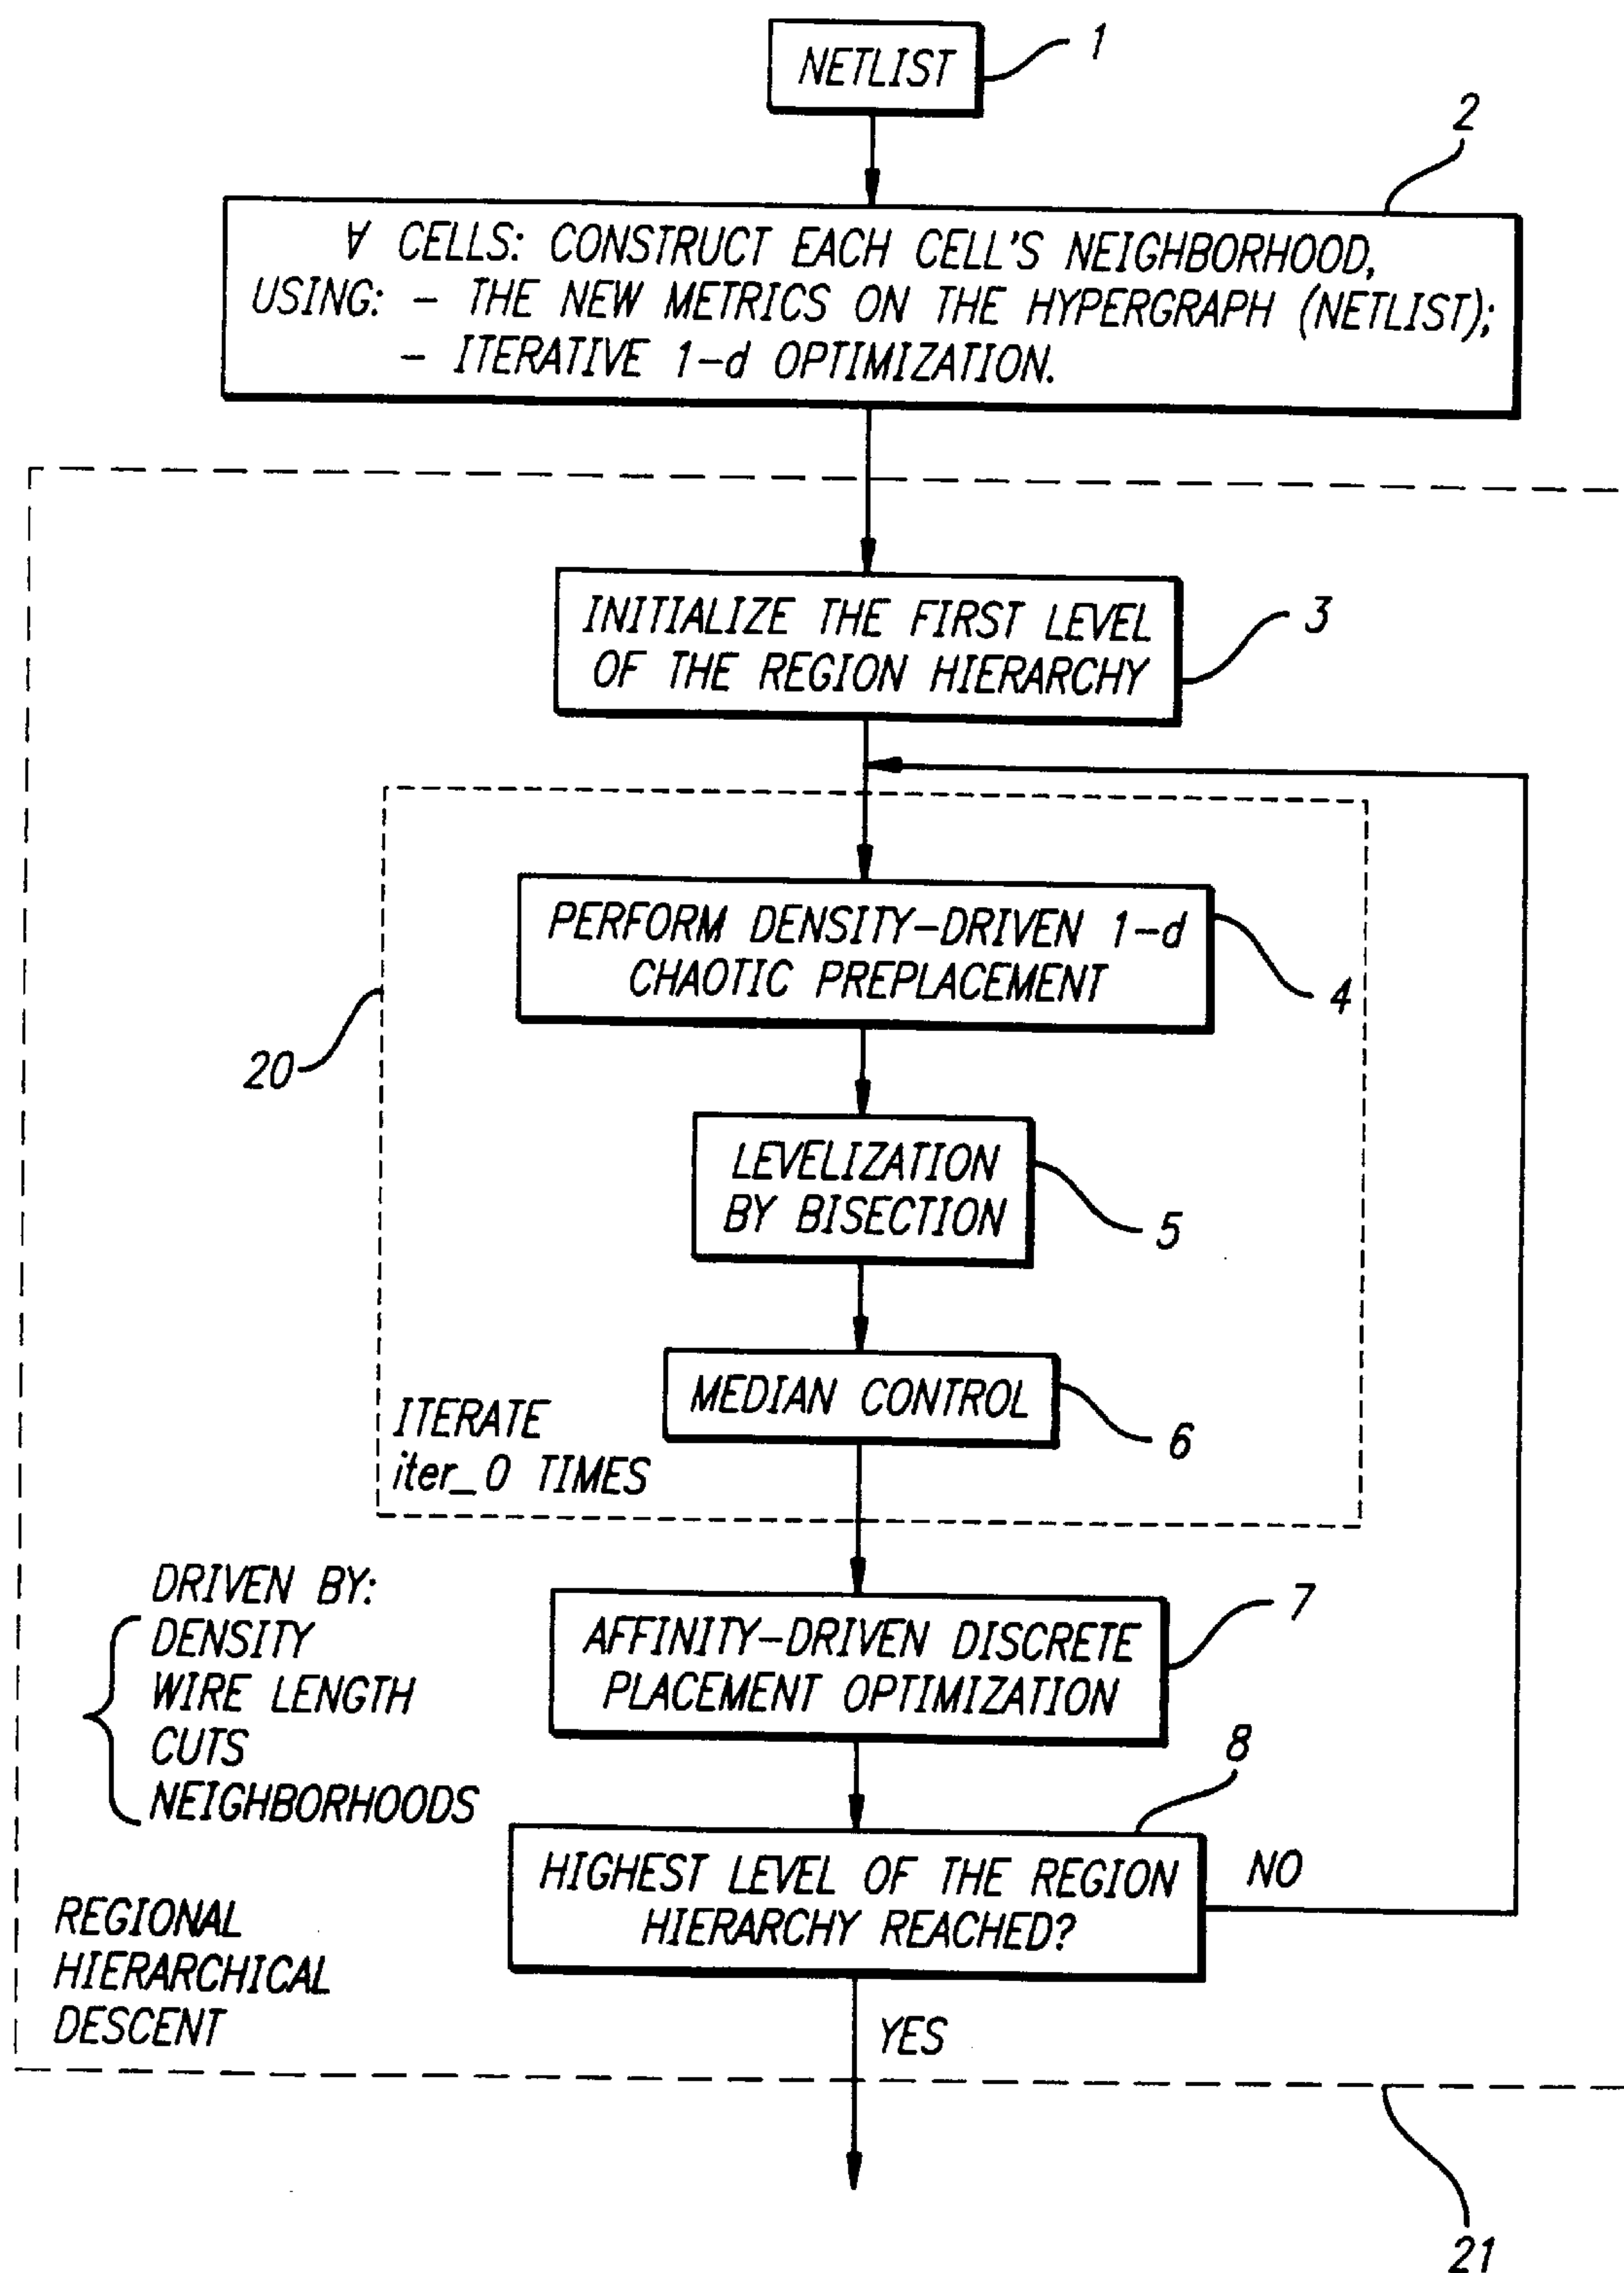 NETLIST
1
2
∀ CELLS: CONSTRUCT EACH CELL'S NEIGHBORHOOD,
USING: – THE NEW METRICS ON THE HYPERGRAPH (NETLIST);
– ITERATIVE 1–d OPTIMIZATION.
INITIALIZE THE FIRST LEVEL
OF THE REGION HIERARCHY
3
PERFORM DENSITY–DRIVEN 1–d
CHAOTIC PREPLACEMENT
4
20
LEVELIZATION
BY BISECTION
5
MEDIAN CONTROL
6
ITERATE
iter_0 TIMES
DRIVEN BY:
DENSITY
WIRE LENGTH
CUTS
NEIGHBORHOODS
AFFINITY–DRIVEN DISCRETE
PLACEMENT OPTIMIZATION
7
8
HIGHEST LEVEL OF THE REGION
HIERARCHY REACHED?
NO
REGIONAL
HIERARCHICAL
DESCENT
YES
21